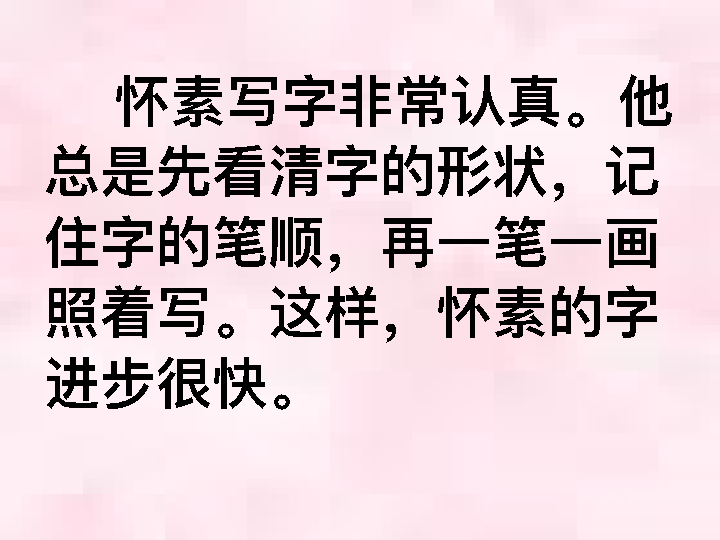 怀素写字非常认真。他
总是先看清字的形状，记
住字的笔顺，再一笔一画
照着写。这样，怀素的字
进步很快。